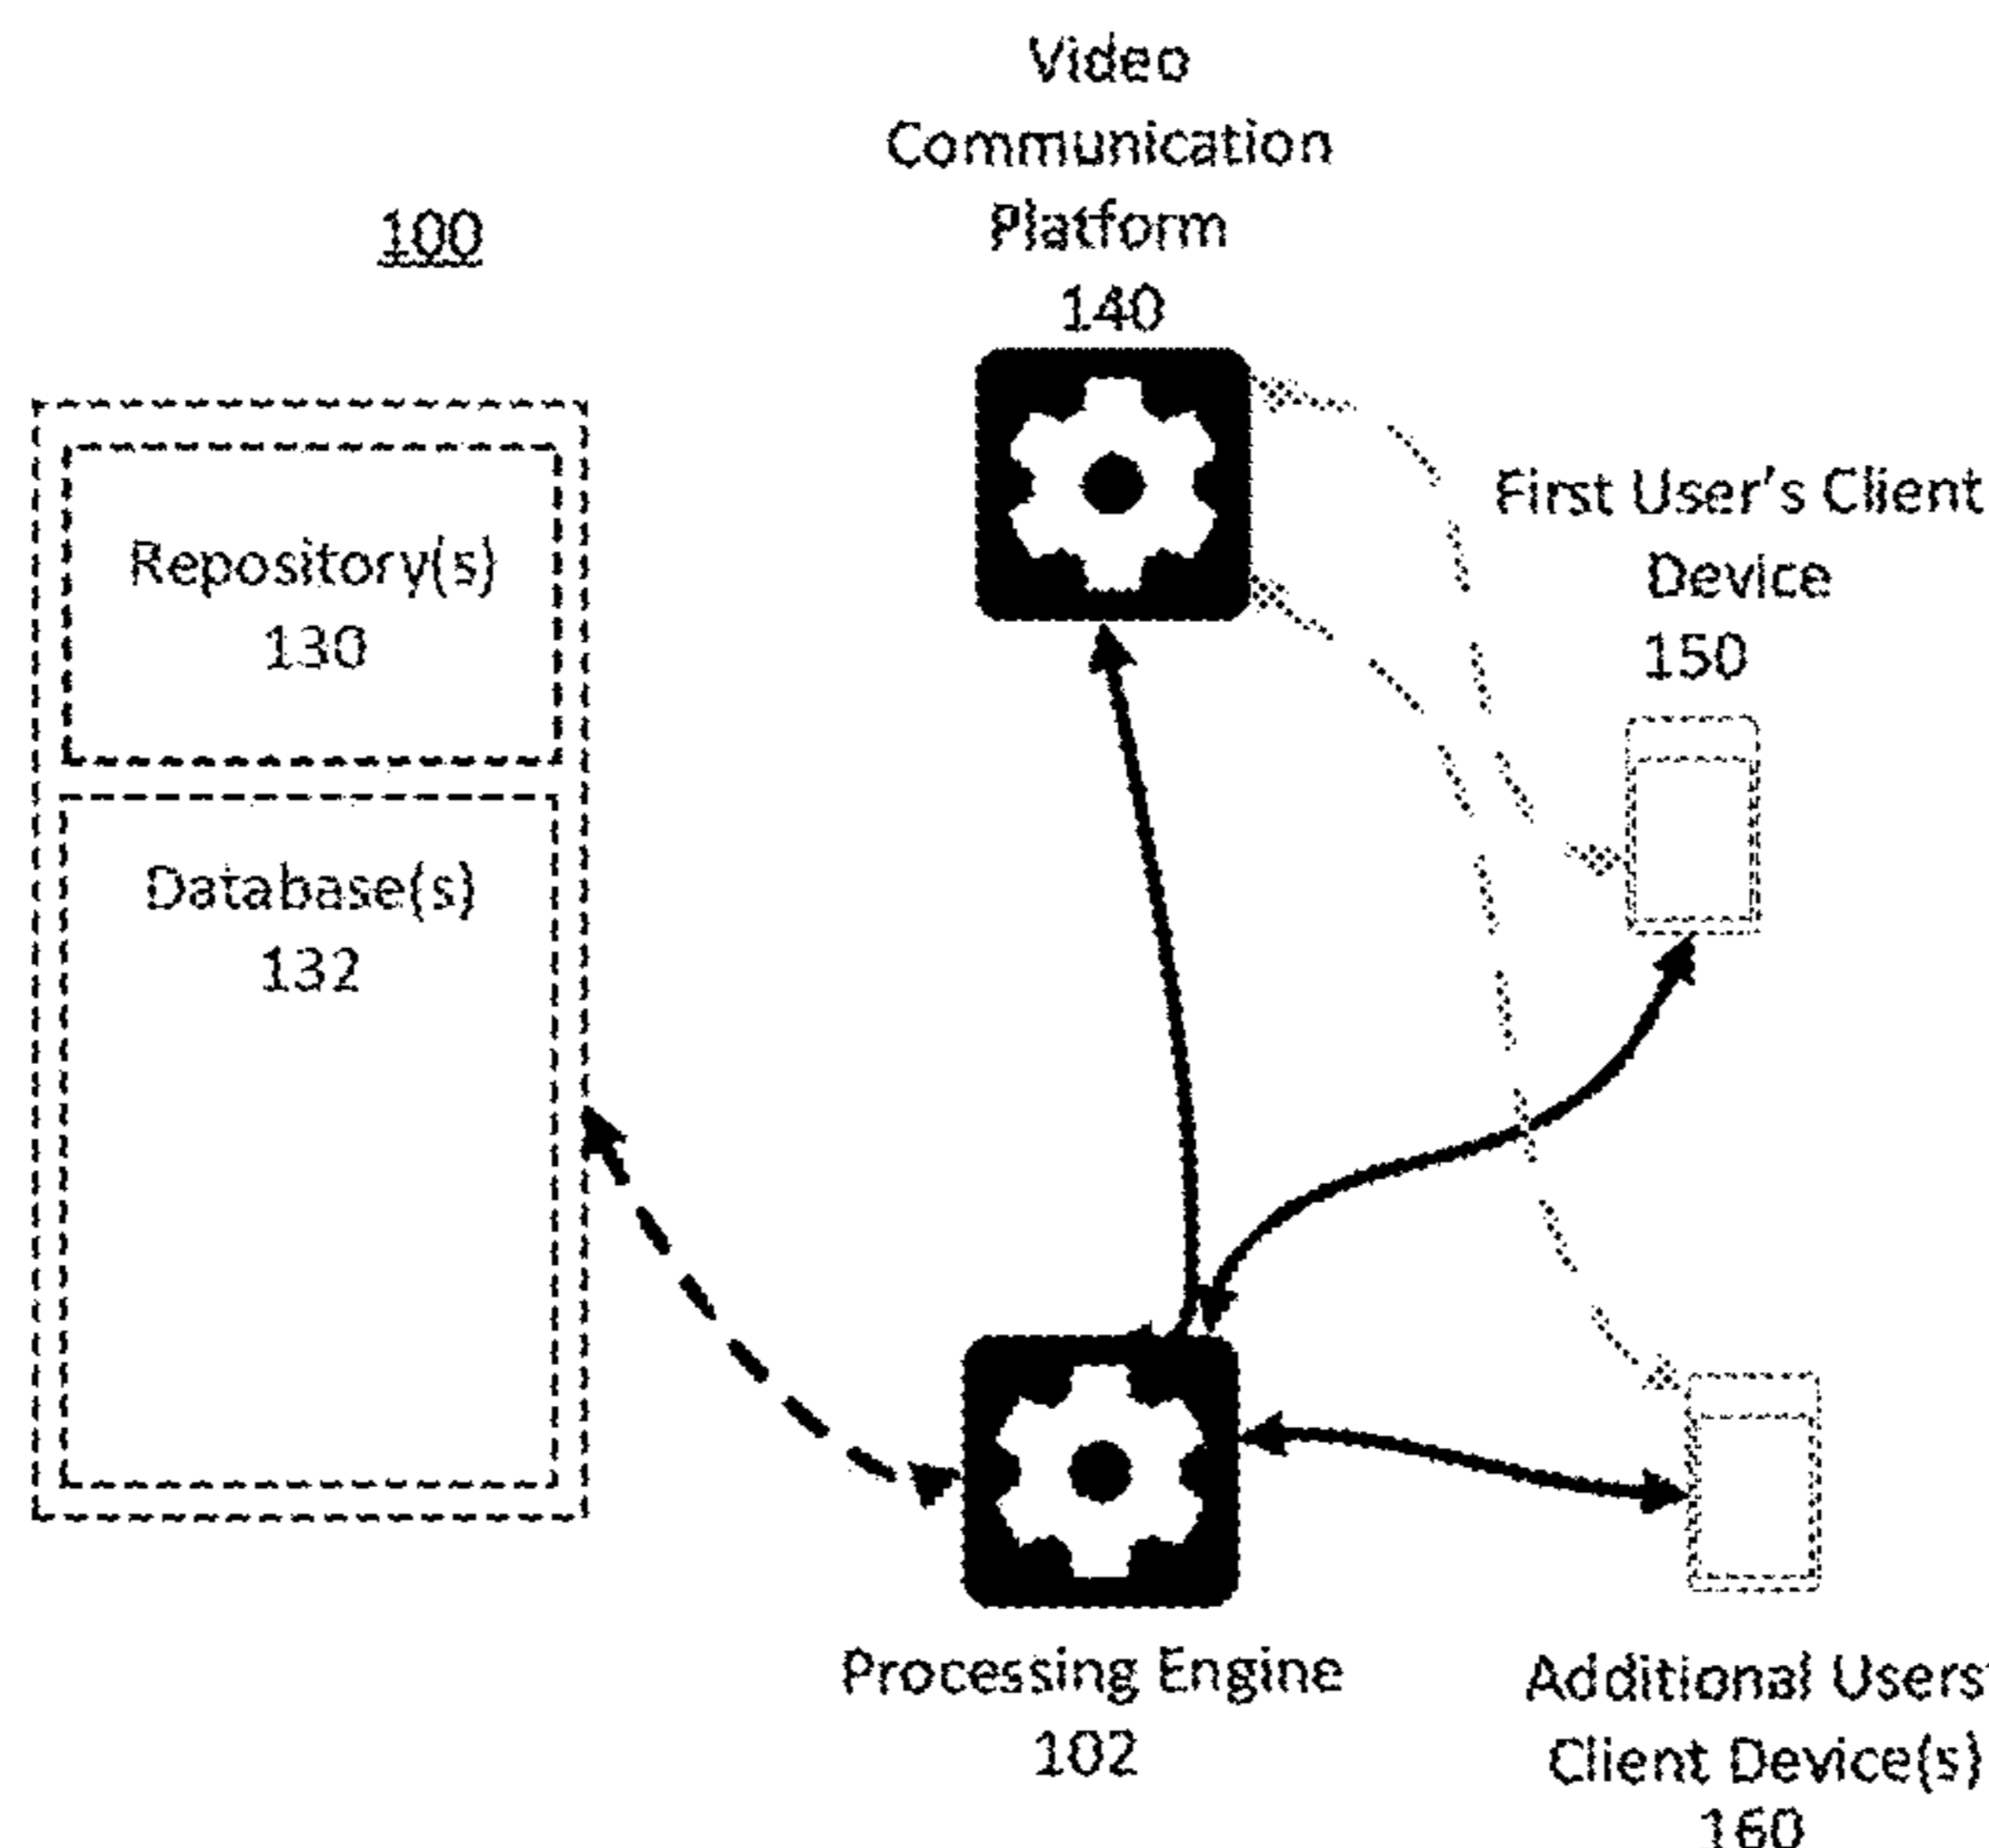 100
Video
Communication
Platform
140
Repository(s)
130
Database(s)
132
First User's Client
Device
150
Processing Engine
102
Additional Users'
Client Device(s)
160